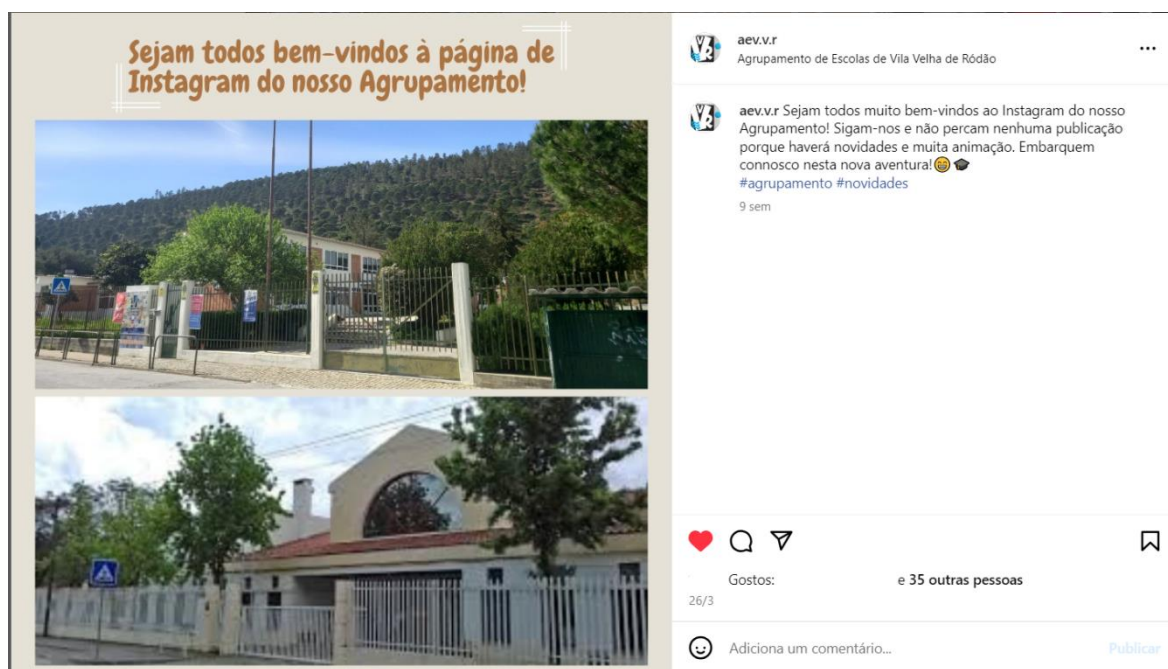 Sejam todos bem-vindos à página de
Instagram do nosso Agrupamento!
aev.v.r
Agrupamento de Escolas de Vila Velha de Ródão
aev.v.r Sejam todos muito bem-vindos ao Instagram do nosso
Agrupamento! Sigam-nos e não percam nenhuma publicação
porque haverá novidades e muita animação. Embarquem
connosco nesta nova aventura!😁🎓
#agrupamento #novidades
9 sem
Gostos: e 35 outras pessoas
26/3
Adiciona um comentário...
Publicar